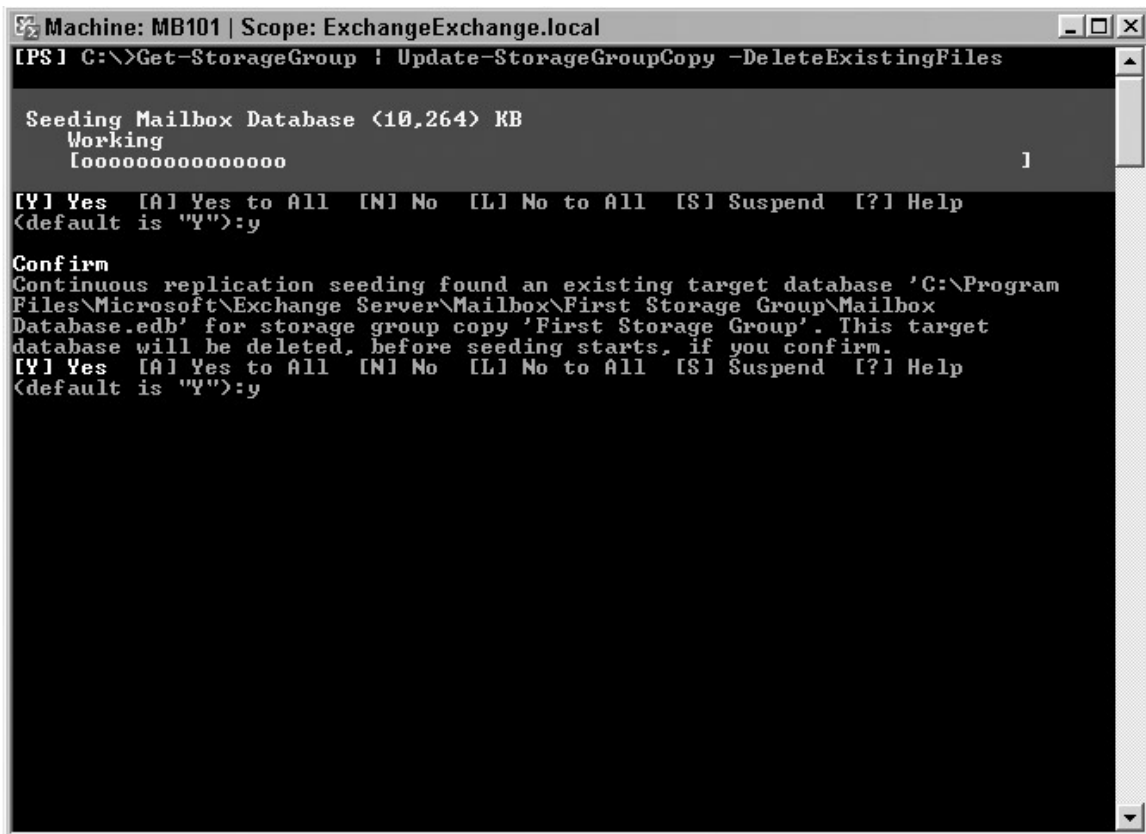 Machine: MB101 | Scope: ExchangeExchange.local
[PS] C:\>Get-StorageGroup | Update-StorageGroupCopy -DeleteExistingFiles
Seeding Mailbox Database (10,264) KB
Working
[ooooooooooooooo ]
[Y] Yes [A] Yes to All [N] No [L] No to All [S] Suspend [?] Help
(default is "Y"):y
Confirm
Continuous replication seeding found an existing target database 'C:\Program
Files\Microsoft\Exchange Server\Mailbox\First Storage Group\Mailbox
Database.edb' for storage group copy 'First Storage Group'. This target
database will be deleted, before seeding starts, if you confirm.
[Y] Yes [A] Yes to All [N] No [L] No to All [S] Suspend [?] Help
(default is "Y"):y